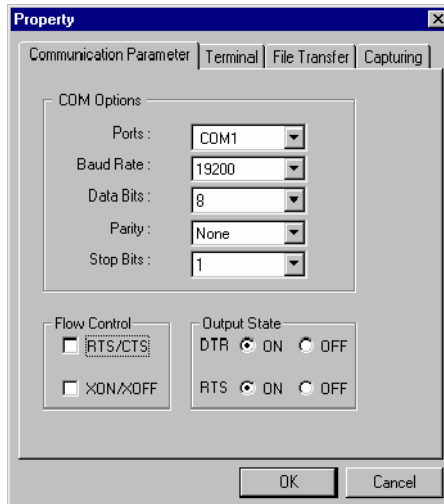 Property
Communication Parameter Terminal File Transfer Capturing
COM Options
Ports : COM1
Baud Rate : 19200
Data Bits : 8
Parity : None
Stop Bits : 1
Flow Control
RTS/CTS
XON/XOFF
Output State
DTR ON OFF
RTS ON OFF
OK Cancel